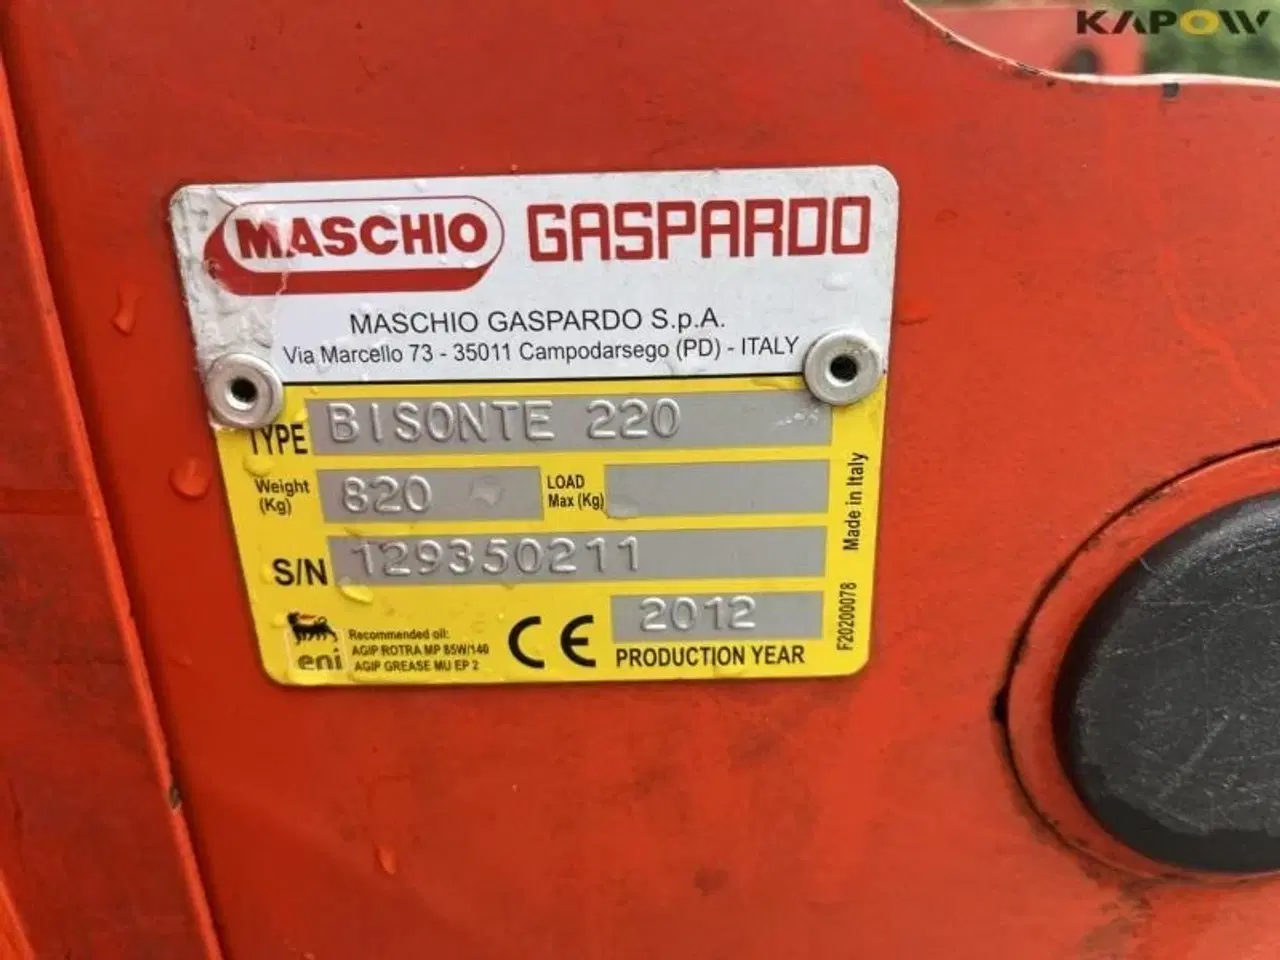 KAPOW
MASCHIO GASPARDO
MASCHIO GASPARDO S.p.A.
Via Marcello 73 - 35011 Campodarsego (PD) - ITALY
TYPE BISONTE 220
Weight (Kg) 820 LOAD Max (Kg)
S/N 129350211
2012
PRODUCTION YEAR
CE
eni
Recommended oil:
AGIP ROTRA MP 85W/140
AGIP GREASE MU EP 2
Made in Italy
F20200078